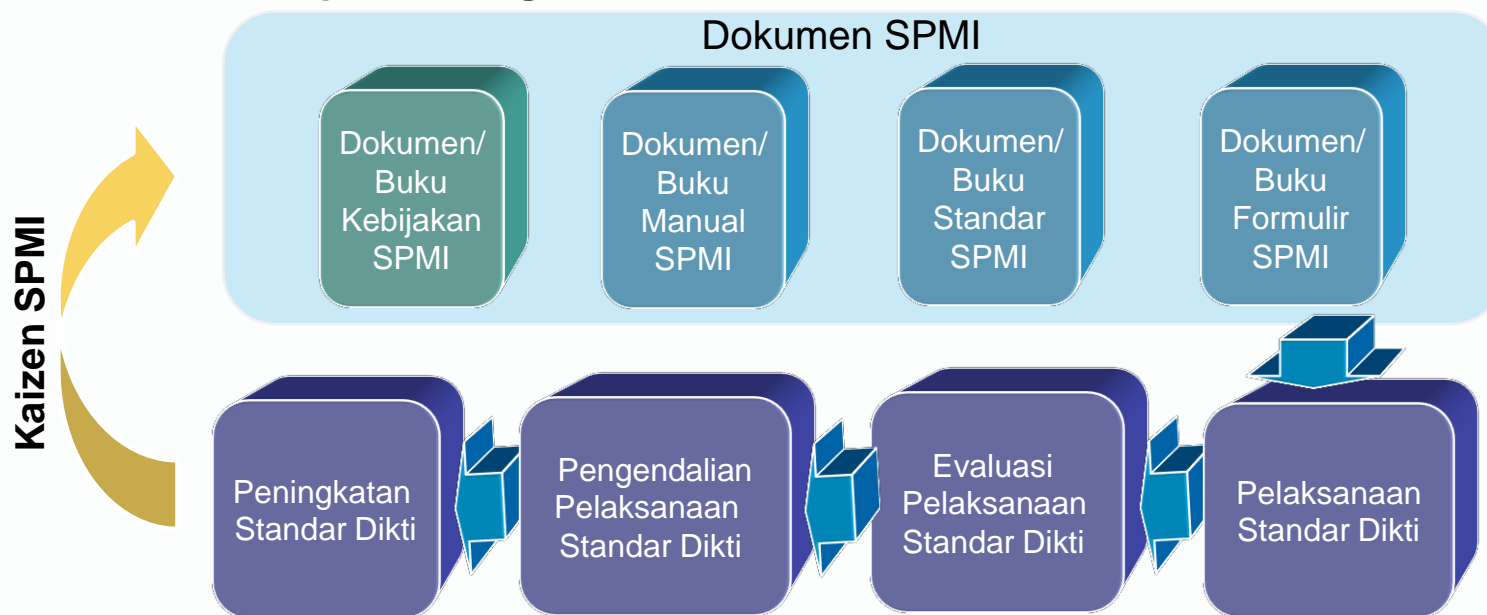 Dokumen SPMI
Dokumen/
Buku
Kebijakan
SPMI
Dokumen/
Buku
Manual
SPMI
Dokumen/
Buku
Standar
SPMI
Dokumen/
Buku
Formulir
SPMI
Kaizen SPMI
Peningkatan
Standar Dikti
Pengendalian
Pelaksanaan
Standar Dikti
Evaluasi
Pelaksanaan
Standar Dikti
Pelaksanaan
Standar Dikti